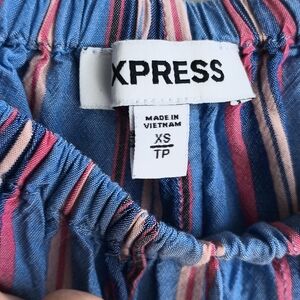 XPRESS
MADE IN
VIETNAM
XS
TP